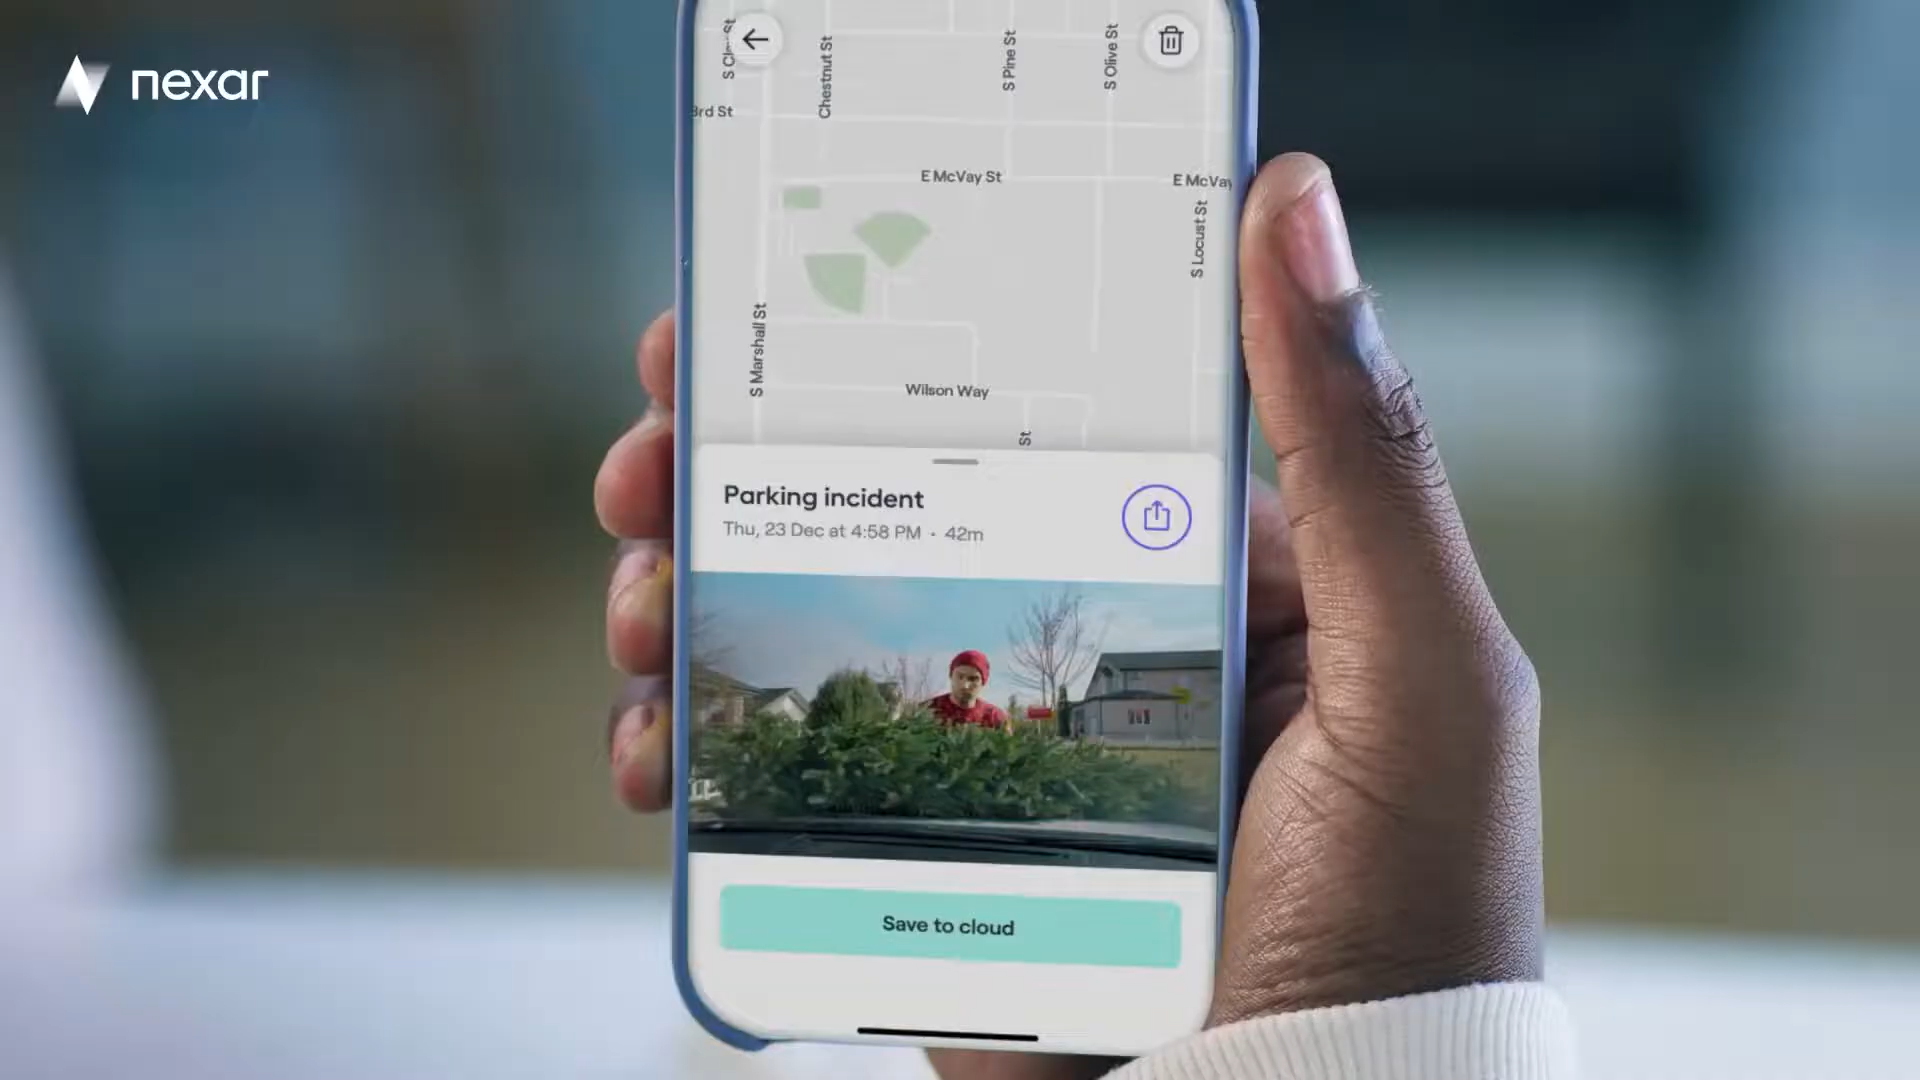 nexar
Chestnut St
S Pine St
S Olive St
3rd St
E McVay St
E McVay
S Locust St
S Marshall St
Wilson Way
St
Parking incident
Thu, 23 Dec at 4:58 PM • 42m
Save to cloud